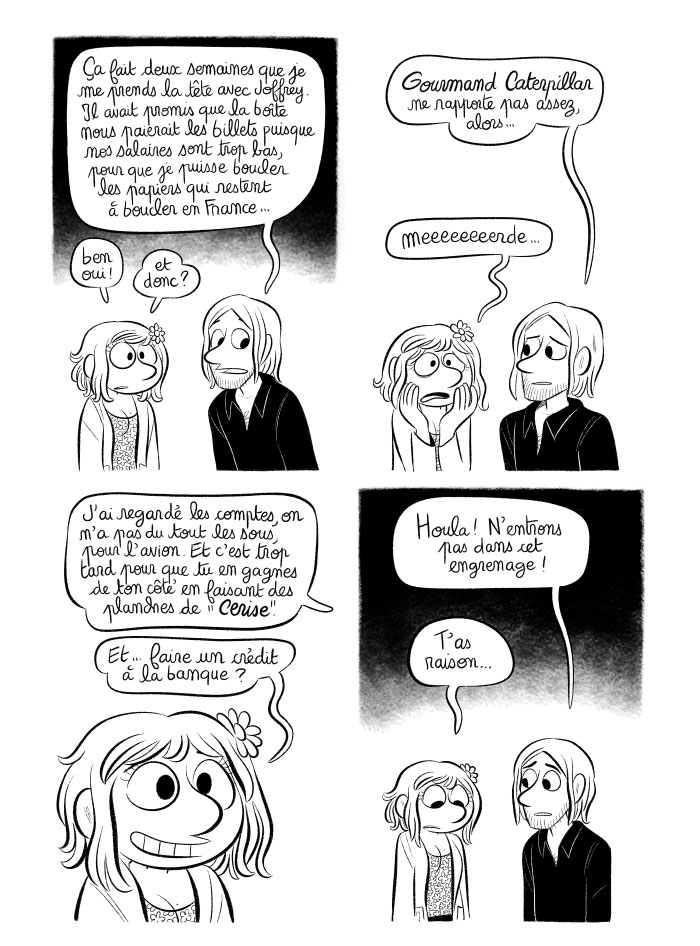 Ça fait deux semaines que je
me prends la tête avec Joffrey.
Il avait promis que la boîte
nous paierait les billets puisque
nos salaires sont trop bas,
pour que je puisse boucler
les papiers qui restent
à boucler en France...
ben
oui!
et
donc?
Gourmand Caterpillar
ne rapporte pas assez,
alors...
meeeeeeeerde...
J'ai regardé les comptes, on
n'a pas du tout les sous,
pour l'avion. Et c'est trop
tard pour que tu en gagnes
de ton côté en faisant des
planches de "Cerise".
Et... faire un crédit
à la banque?
Houla! N'entrons
pas dans cet
engrenage!
T'as
raison...